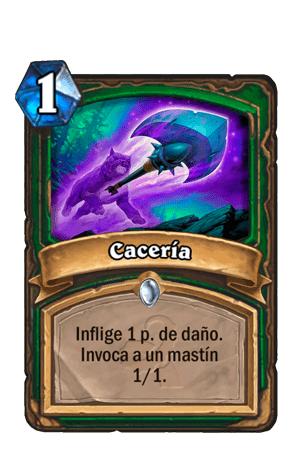 1
Cacería
Inflige 1 p. de daño.
Invoca a un mastín
1/1.